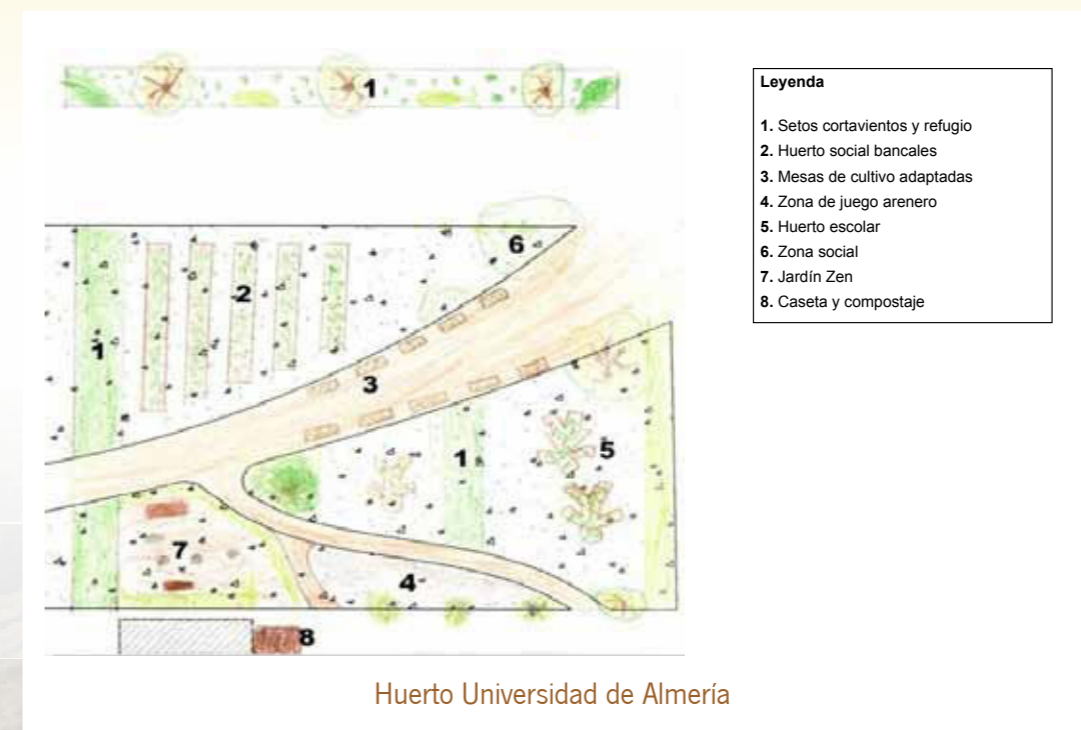 1
6
2
1
3
5
1
7
4
8
Leyenda
1. Setos cortavientos y refugio
2. Huerto social bancales
3. Mesas de cultivo adaptadas
4. Zona de juego arenero
5. Huerto escolar
6. Zona social
7. Jardín Zen
8. Caseta y compostaje
Huerto Universidad de Almería